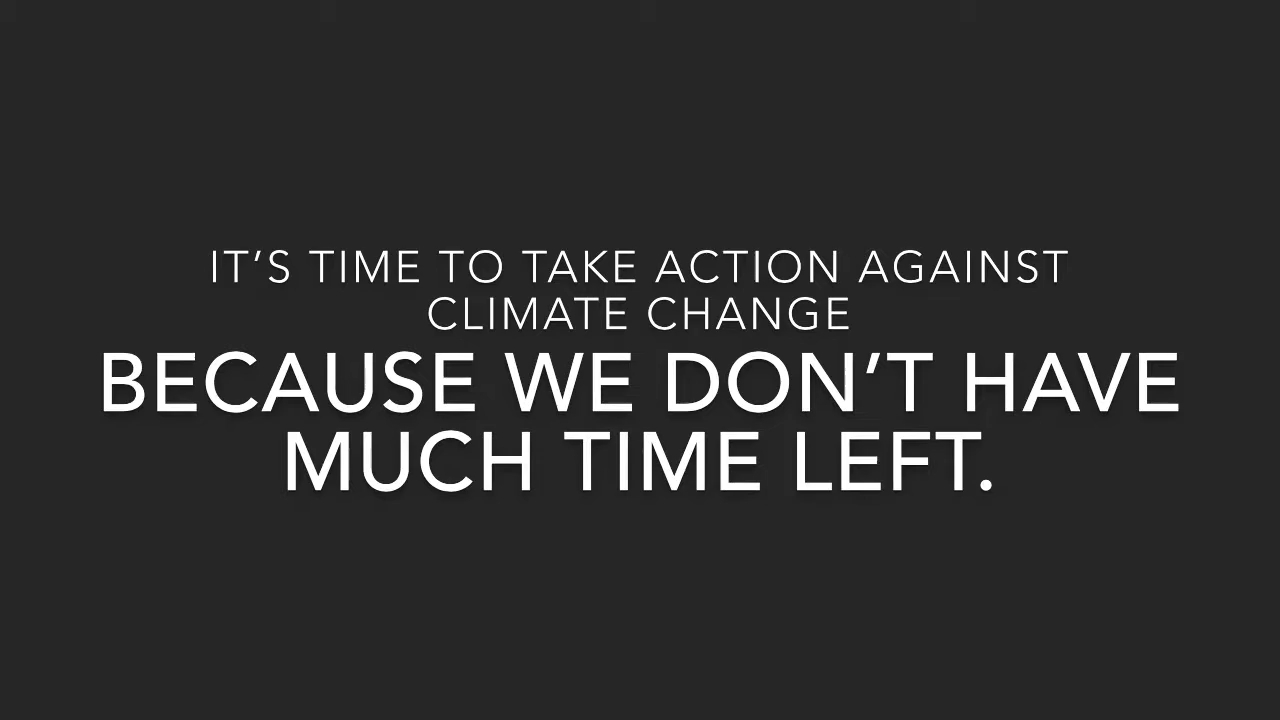 IT’S TIME TO TAKE ACTION AGAINST
CLIMATE CHANGE
BECAUSE WE DON’T HAVE
MUCH TIME LEFT.